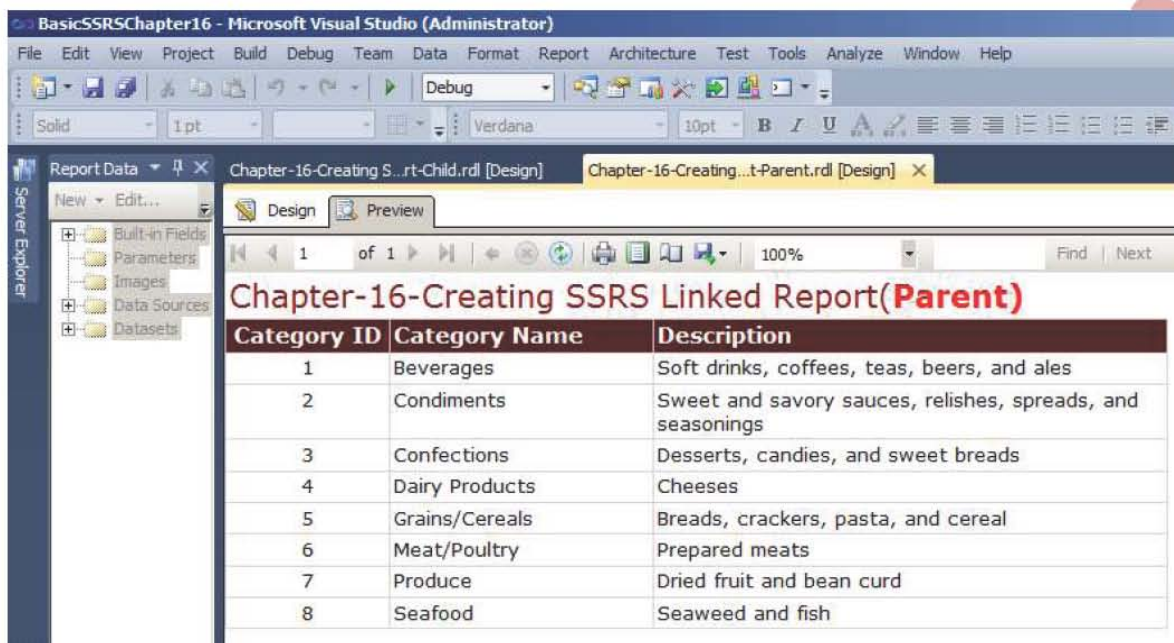 BasicSSRSChapter16 - Microsoft Visual Studio (Administrator)
File Edit View Project Build Debug Team Data Format Report Architecture Test Tools Analyze Window Help
Debug
Solid 1 pt Verdana 10pt B I U A
Server Explorer
Report Data
Chapter-16-Creating S...rt-Child.rdl [Design] Chapter-16-Creating...t-Parent.rdl [Design]
New Edit...
Design Preview
Built-in Fields
Parameters
Images
Data Sources
Datasets
1 of 1 100% Find | Next
Chapter-16-Creating SSRS Linked Report(Parent)
Category ID Category Name Description
1 Beverages Soft drinks, coffees, teas, beers, and ales
2 Condiments Sweet and savory sauces, relishes, spreads, and
seasonings
3 Confections Desserts, candies, and sweet breads
4 Dairy Products Cheeses
5 Grains/Cereals Breads, crackers, pasta, and cereal
6 Meat/Poultry Prepared meats
7 Produce Dried fruit and bean curd
8 Seafood Seaweed and fish